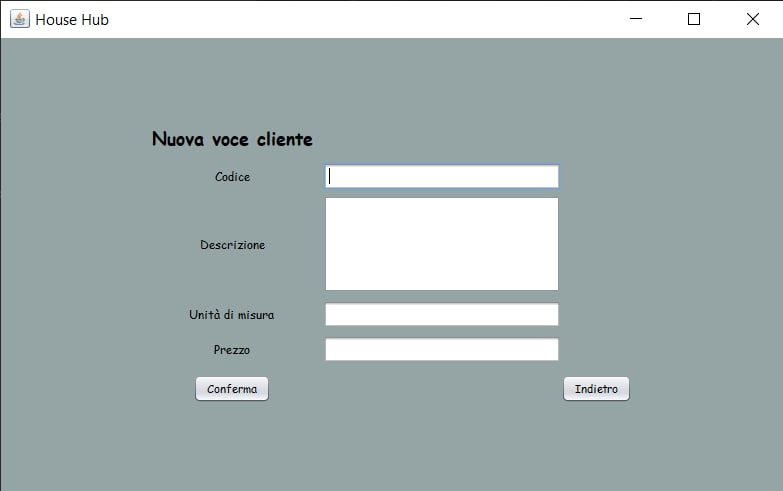 House Hub
Nuova voce cliente
Codice
Descrizione
Unità di misura
Prezzo
Conferma Indietro